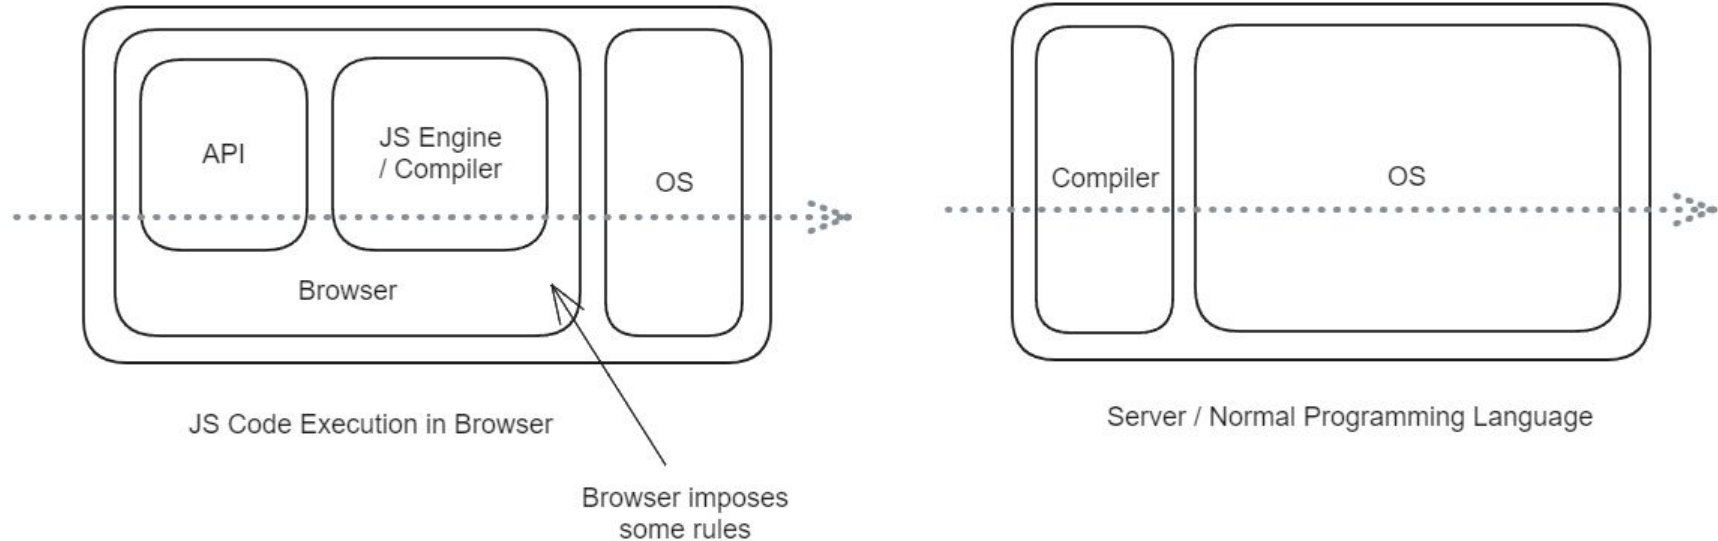 API
JS Engine
/ Compiler
OS
Browser
JS Code Execution in Browser
Browser imposes
some rules
Compiler
OS
Server / Normal Programming Language